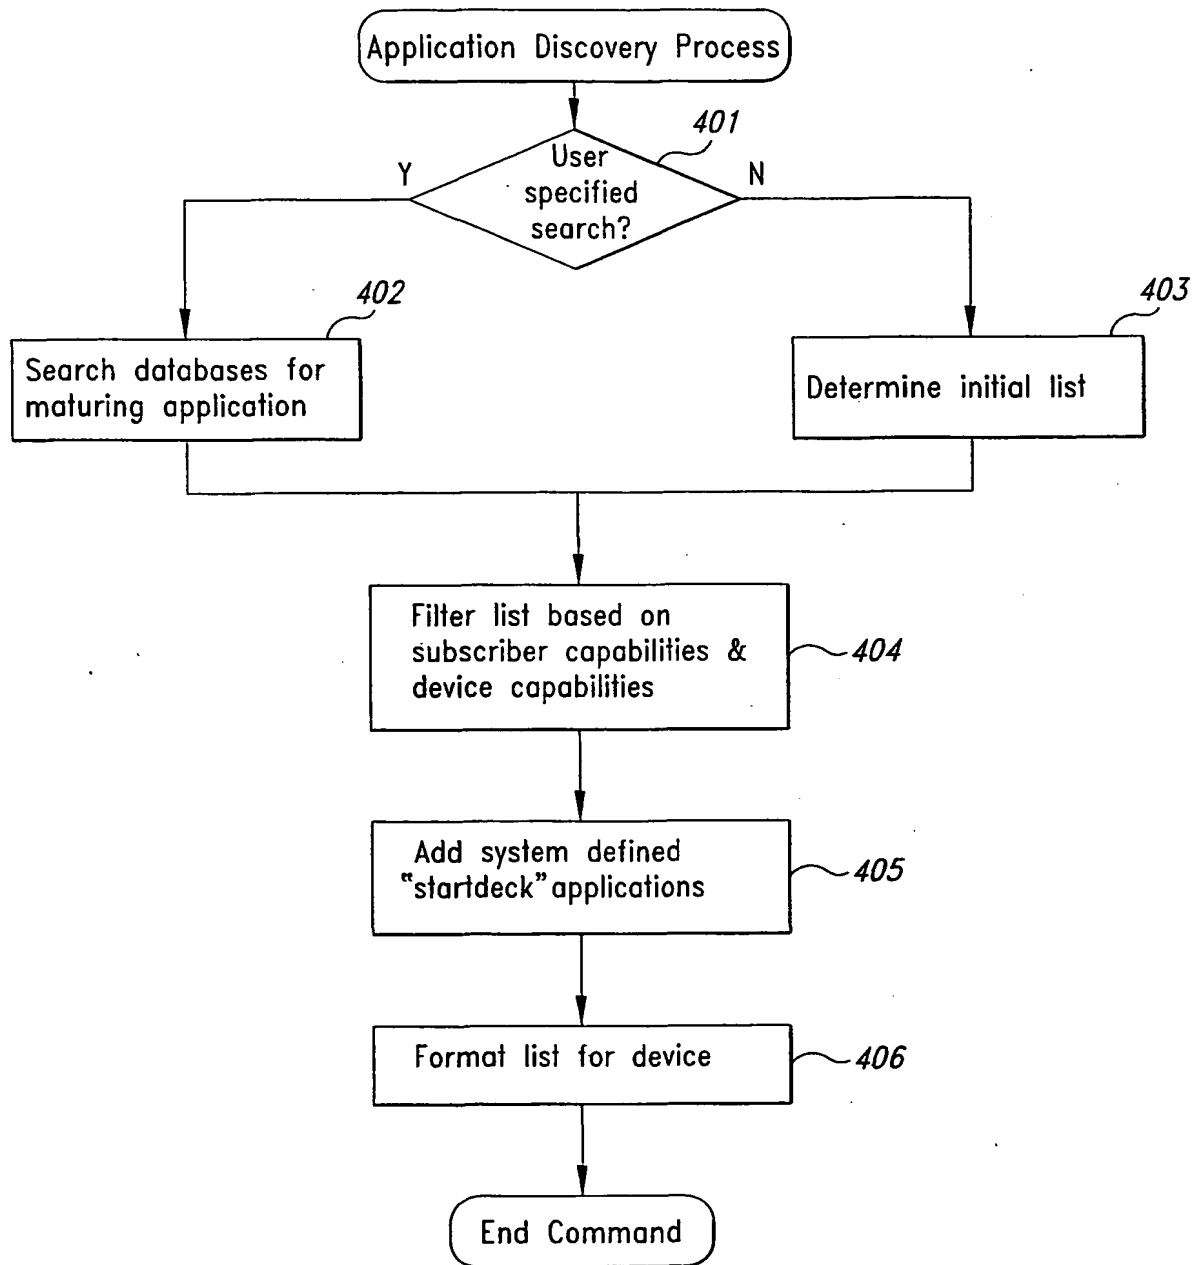 Application Discovery Process
401
User
specified
search?
Y
N
402
403
Search databases for
maturing application
Determine initial list
Filter list based on
subscriber capabilities &
device capabilities
404
Add system defined
"startdeck" applications
405
Format list for device
406
End Command